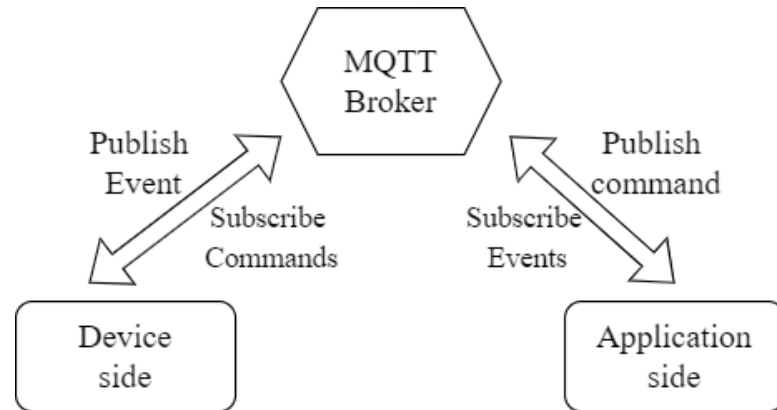 MQTT
Broker
Publish
Event
Subscribe
Commands
Publish
command
Subscribe
Events
Device
side
Application
side